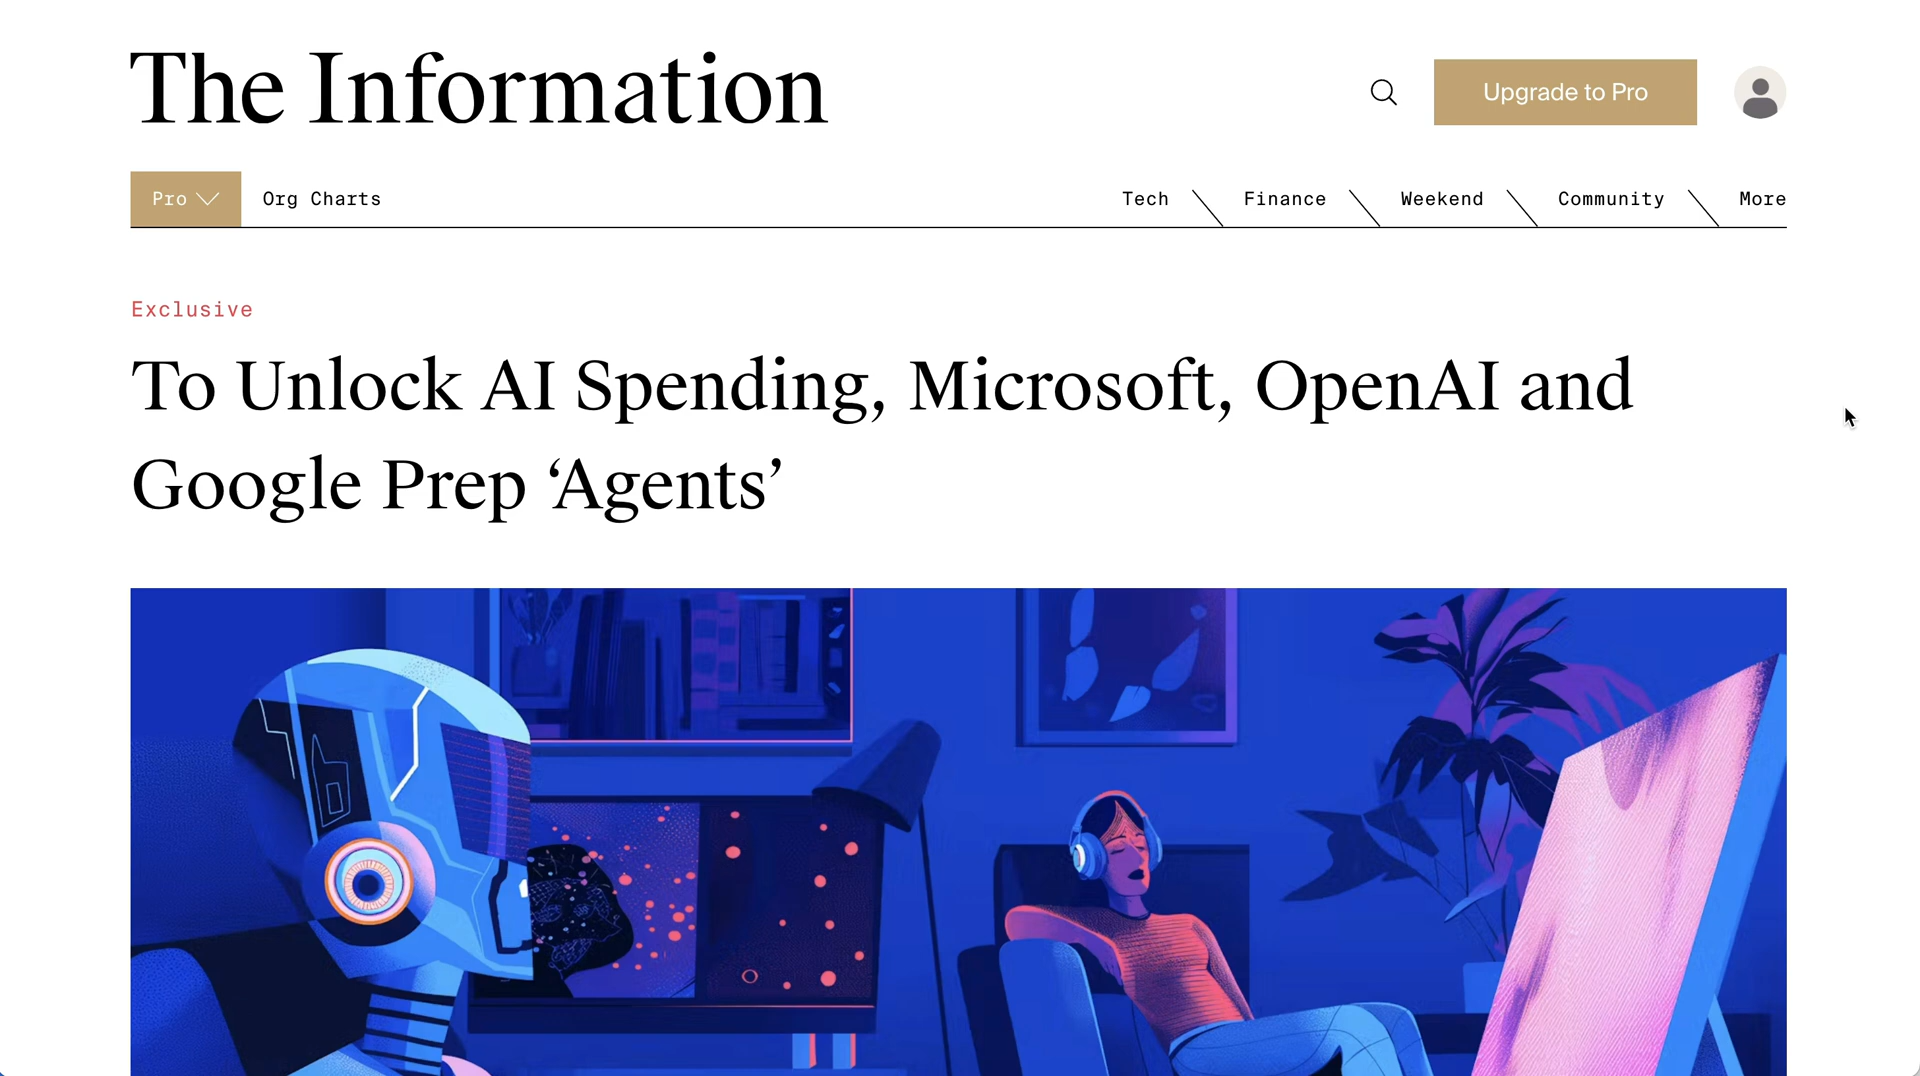 The Information
Upgrade to Pro
Pro
Org Charts
Tech
Finance
Weekend
Community
More
Exclusive
To Unlock AI Spending, Microsoft, OpenAI and
Google Prep ‘Agents’